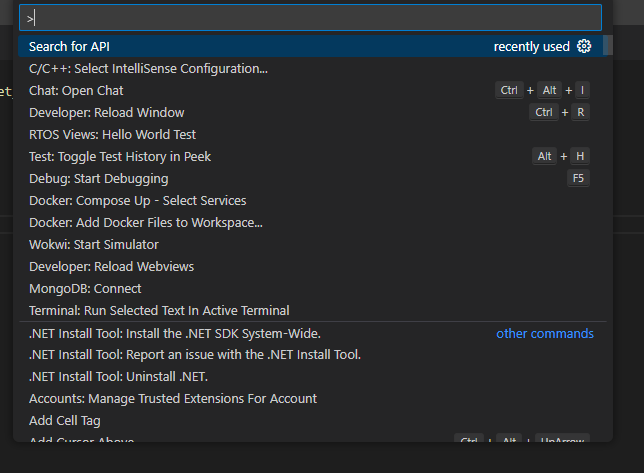 >
Search for API recently used
C/C++: Select IntelliSense Configuration...
Chat: Open Chat Ctrl + Alt + I
Developer: Reload Window Ctrl + R
RTOS Views: Hello World Test
Test: Toggle Test History in Peek Alt + H
Debug: Start Debugging F5
Docker: Compose Up - Select Services
Docker: Add Docker Files to Workspace...
Wokwi: Start Simulator
Developer: Reload Webviews
MongoDB: Connect
Terminal: Run Selected Text In Active Terminal
.NET Install Tool: Install the .NET SDK System-Wide. other commands
.NET Install Tool: Report an issue with the .NET Install Tool.
.NET Install Tool: Uninstall .NET.
Accounts: Manage Trusted Extensions For Account
Add Cell Tag
Add Cursor Above Ctrl + Alt + UpArrow